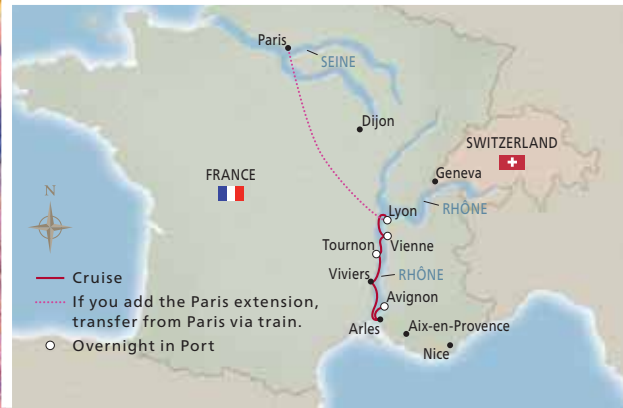 Paris
SEINE
Dijon
SWITZERLAND
FRANCE
Geneva
N
Lyon
RHÔNE
Tournon
Vienne
Viviers
RHÔNE
Cruise
If you add the Paris extension,
transfer from Paris via train.
Avignon
Arles
Aix-en-Provence
Overnight in Port
Nice